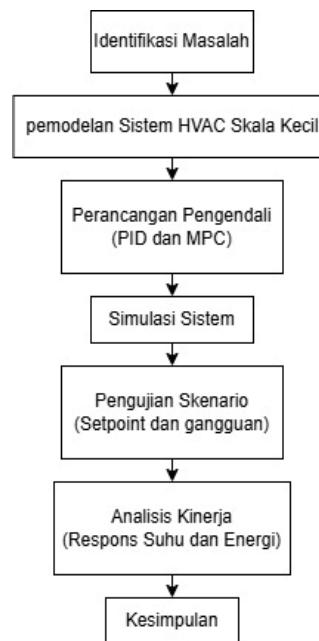 Identifikasi Masalah
pemodelan Sistem HVAC Skala Kecil
Perancangan Pengendali
(PID dan MPC)
Simulasi Sistem
Pengujian Skenario
(Setpoint dan gangguan)
Analisis Kinerja
(Respons Suhu dan Energi)
Kesimpulan